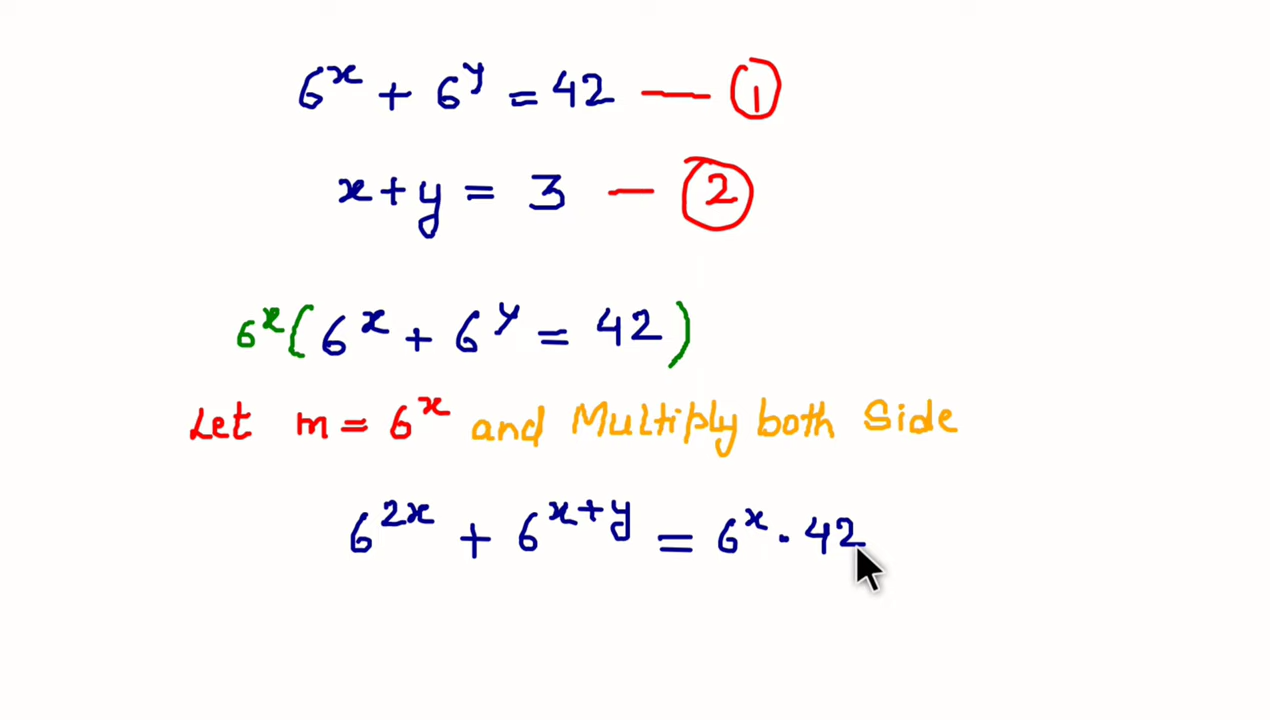 6^x + 6^y = 42 — ①
x + y = 3 — ②
6^x (6^x + 6^y = 42)
Let m = 6^x and Multiply both Side
6^2x + 6^x+y = 6^x · 42